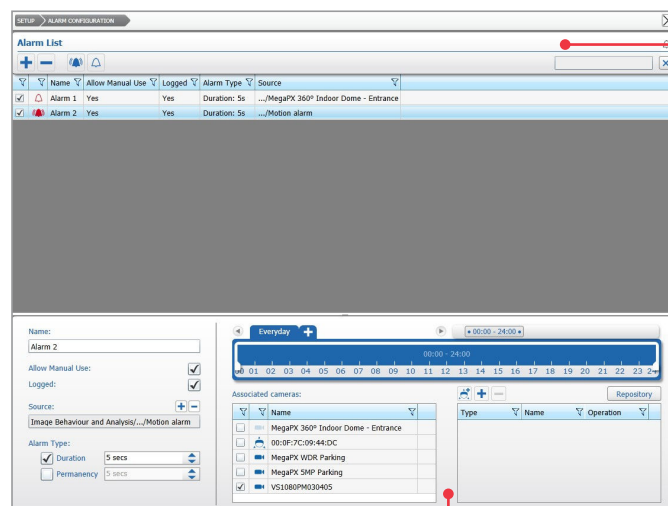 SETUP ALARM CONFIGURATION
Alarm List
Name Allow Manual Use Logged Alarm Type Source
Alarm 1 Yes Yes Duration: 5s .../MegaPX 360º Indoor Dome - Entrance
Alarm 2 Yes Yes Duration: 5s .../Motion alarm
Name:
Alarm 2
Allow Manual Use:
Logged:
Source:
Image Behaviour and Analysis/.../Motion alarm
Alarm Type:
Duration 5 secs
Permanency 5 secs
Everyday
00:00 - 24:00
00:00 - 24:00
00 01 02 03 04 05 06 07 08 09 10 11 12 13 14 15 16 17 18 19 20 21 22 23 24
Associated cameras:
Name
MegaPX 360º Indoor Dome - Entrance
00:0F:7C:09:44:DC
MegaPX WDR Parking
MegaPX 5MP Parking
VS1080PM030405
Repository
Type Name Operation